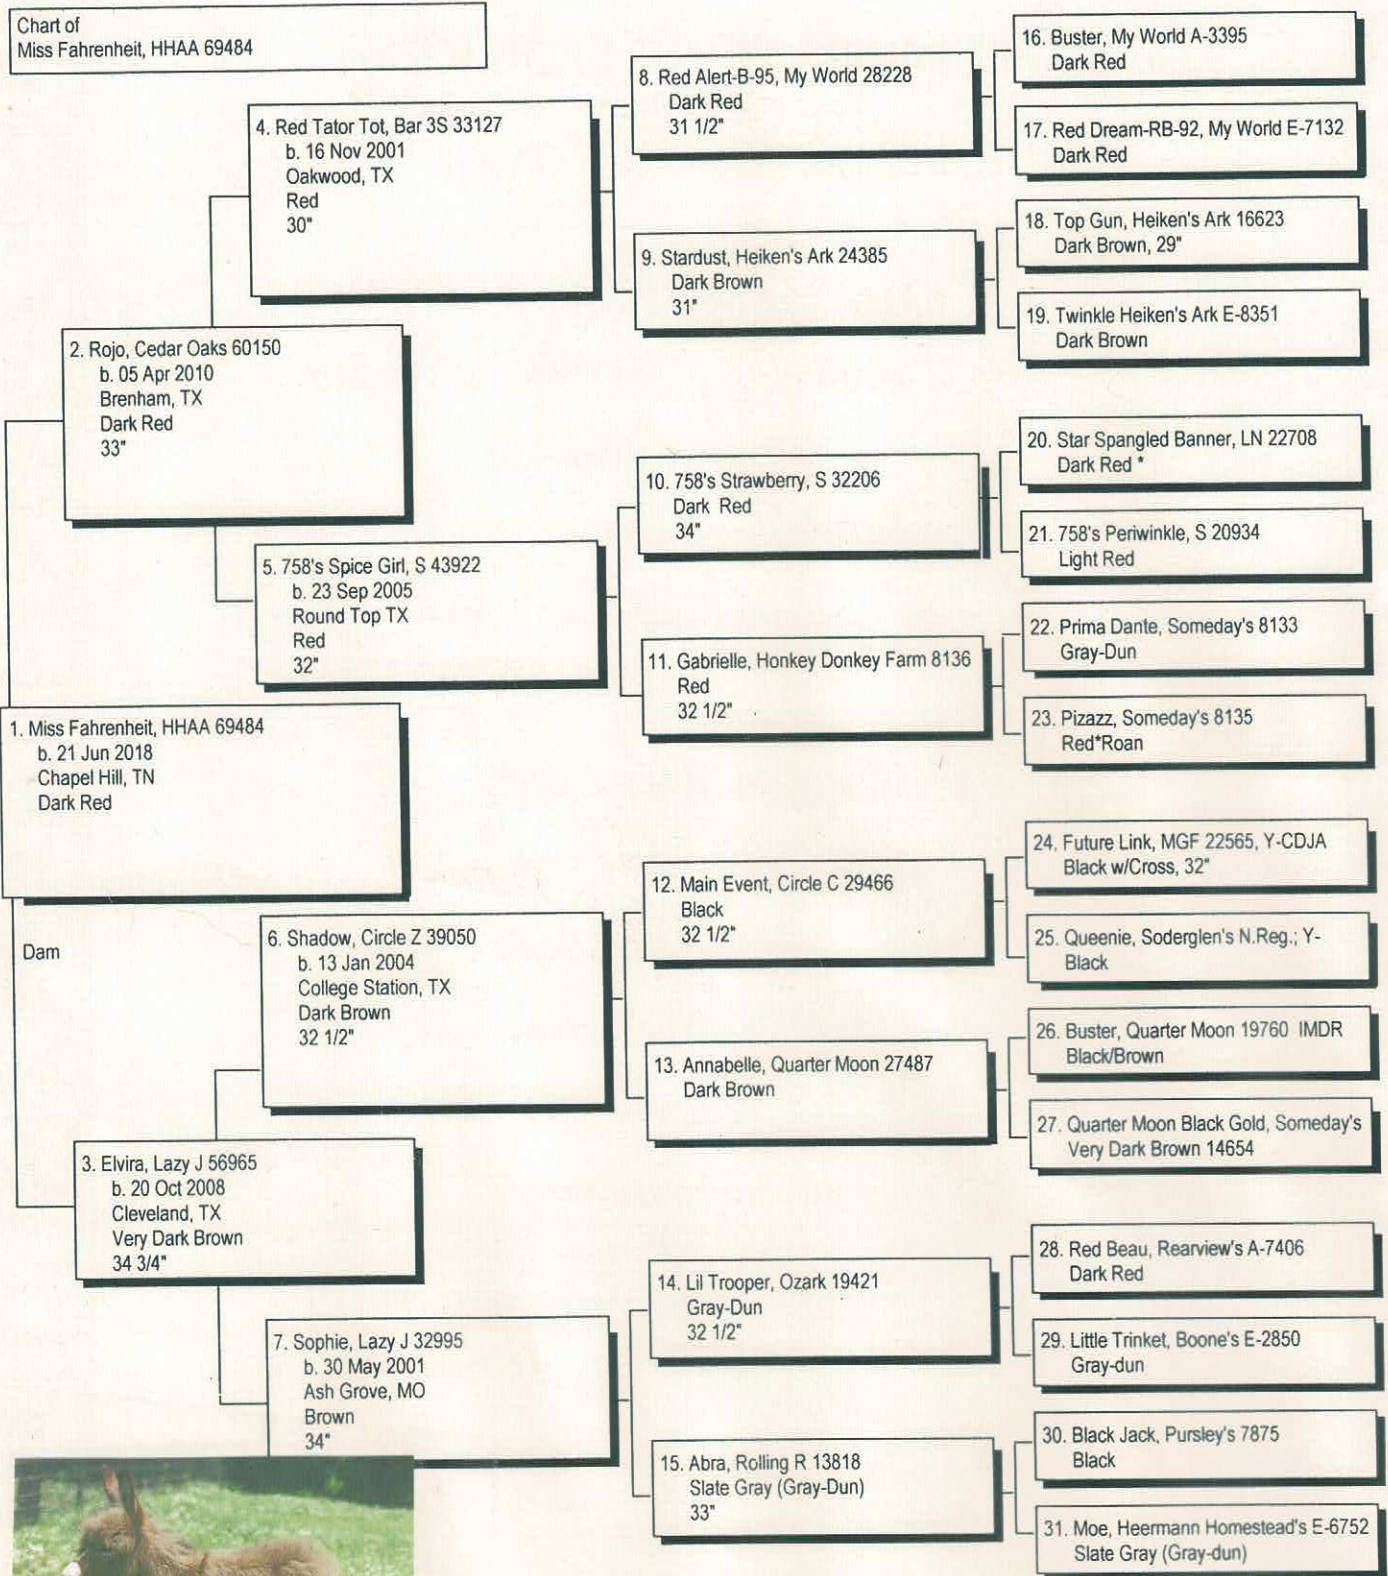 Chart of
Miss Fahrenheit, HHAA 69484
1. Miss Fahrenheit, HHAA 69484
b. 21 Jun 2018
Chapel Hill, TN
Dark Red
Dam
2. Rojo, Cedar Oaks 60150
b. 05 Apr 2010
Brenham, TX
Dark Red
33"
3. Elvira, Lazy J 56965
b. 20 Oct 2008
Cleveland, TX
Very Dark Brown
34 3/4"
4. Red Tator Tot, Bar 3S 33127
b. 16 Nov 2001
Oakwood, TX
Red
30"
5. 758's Spice Girl, S 43922
b. 23 Sep 2005
Round Top TX
Red
32"
6. Shadow, Circle Z 39050
b. 13 Jan 2004
College Station, TX
Dark Brown
32 1/2"
7. Sophie, Lazy J 32995
b. 30 May 2001
Ash Grove, MO
Brown
34"
8. Red Alert-B-95, My World 28228
Dark Red
31 1/2"
9. Stardust, Heiken's Ark 24385
Dark Brown
31"
10. 758's Strawberry, S 32206
Dark Red
34"
11. Gabrielle, Honkey Donkey Farm 8136
Red
32 1/2"
12. Main Event, Circle C 29466
Black
32 1/2"
13. Annabelle, Quarter Moon 27487
Dark Brown
14. Lil Trooper, Ozark 19421
Gray-Dun
32 1/2"
15. Abra, Rolling R 13818
Slate Gray (Gray-Dun)
33"
16. Buster, My World A-3395
Dark Red
17. Red Dream-RB-92, My World E-7132
Dark Red
18. Top Gun, Heiken's Ark 16623
Dark Brown, 29"
19. Twinkle Heiken's Ark E-8351
Dark Brown
20. Star Spangled Banner, LN 22708
Dark Red *
21. 758's Periwinkle, S 20934
Light Red
22. Prima Dante, Someday's 8133
Gray-Dun
23. Pizazz, Someday's 8135
Red*Roan
24. Future Link, MGF 22565, Y-CDJA
Black w/Cross, 32"
25. Queenie, Soderglen's N.Reg.; Y-
Black
26. Buster, Quarter Moon 19760 IMDR
Black/Brown
27. Quarter Moon Black Gold, Someday's
Very Dark Brown 14654
28. Red Beau, Rearview's A-7406
Dark Red
29. Little Trinket, Boone's E-2850
Gray-dun
30. Black Jack, Pursley's 7875
Black
31. Moe, Heermann Homestead's E-6752
Slate Gray (Gray-dun)